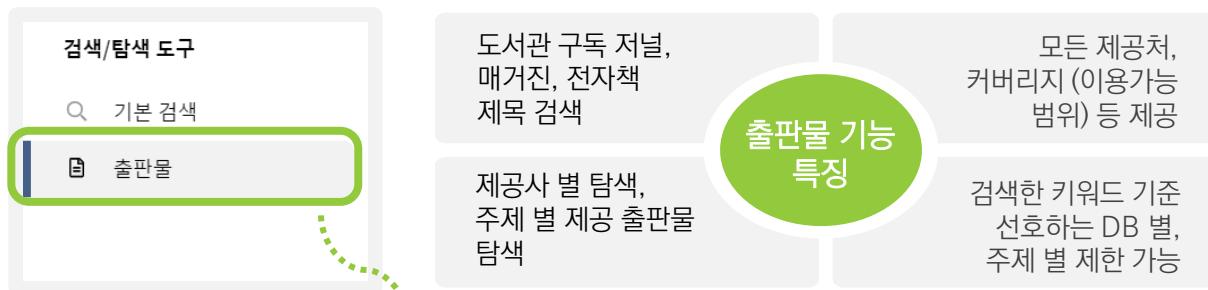 검색/탐색 도구
기본 검색
출판물
도서관 구독 저널,
매거진, 전자책
제목 검색
모든 제공처,
커버리지 (이용가능
범위) 등 제공
출판물 기능
특징
제공사 별 탐색,
주제 별 제공 출판물
탐색
검색한 키워드 기준
선호하는 DB 별,
주제 별 제한 가능